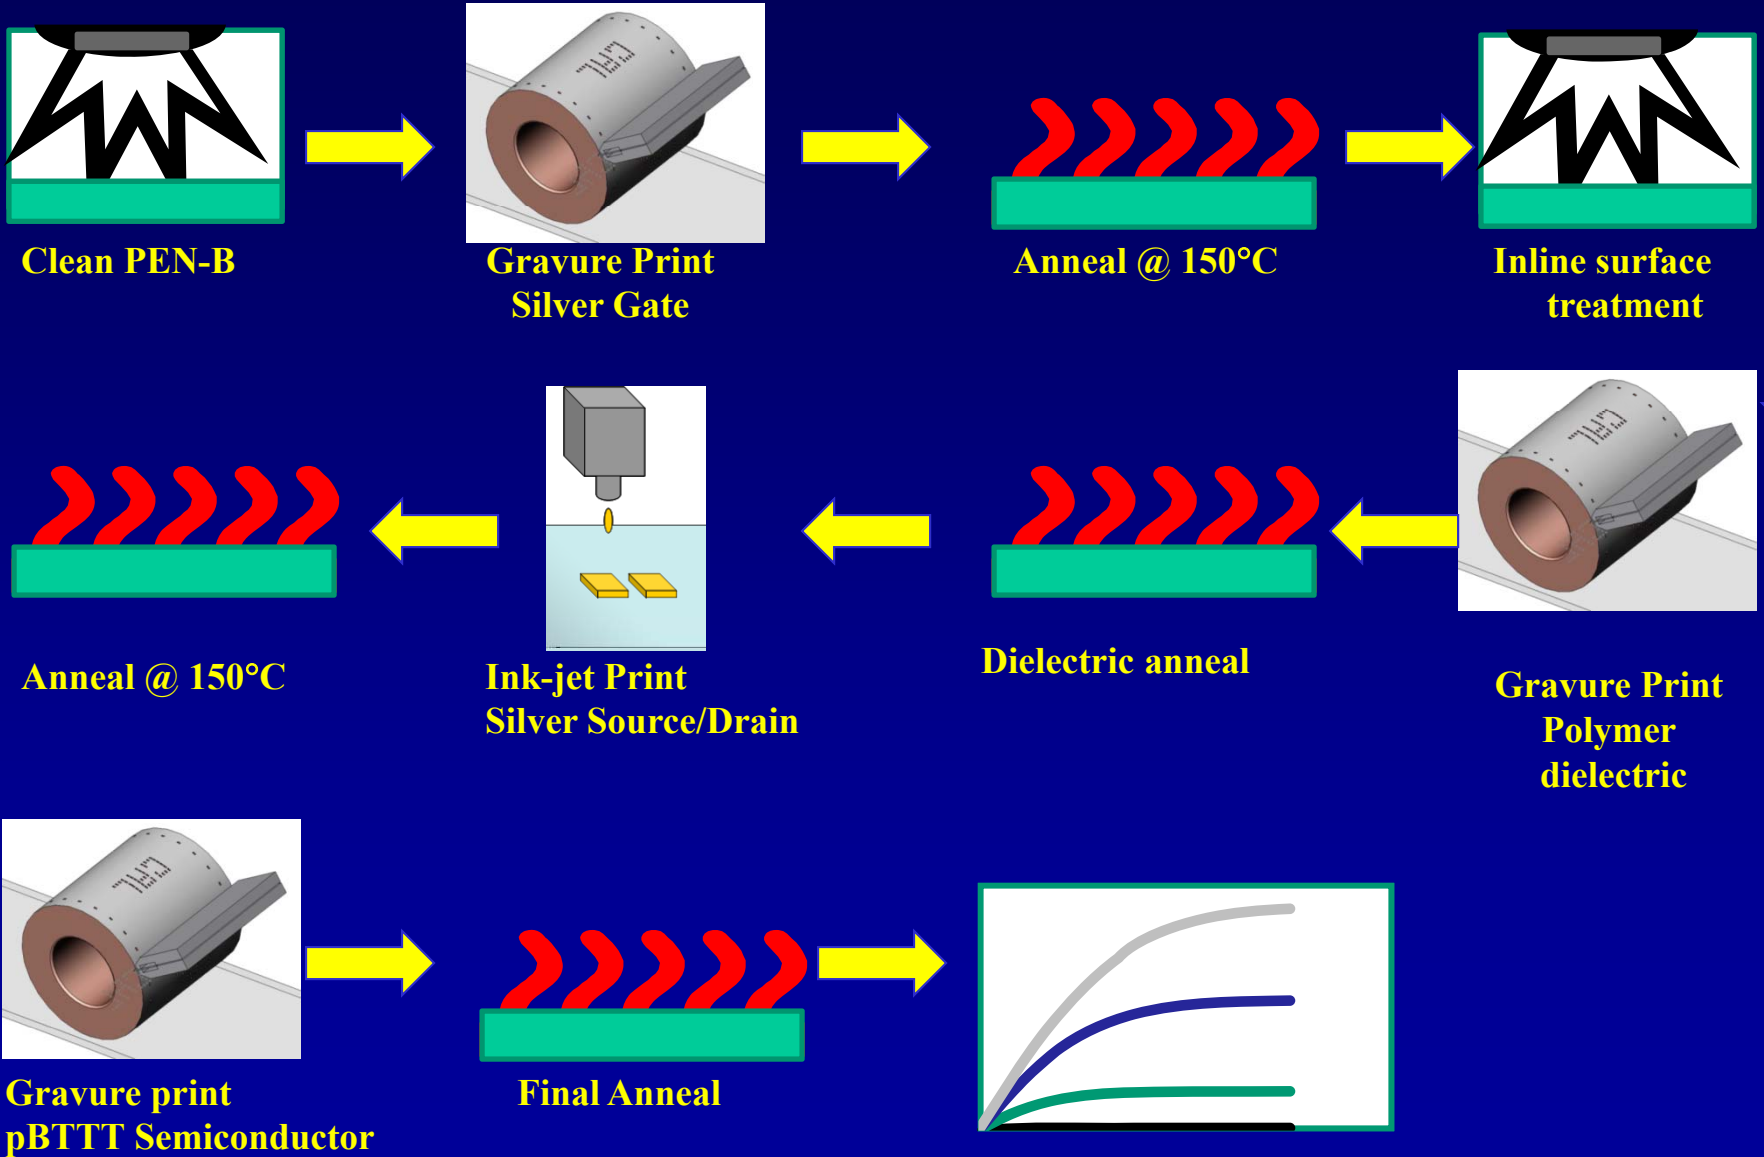 Clean PEN-B
Gravure Print
Silver Gate
Anneal @ 150°C
Inline surface
treatment
Gravure Print
Polymer
dielectric
Dielectric anneal
Ink-jet Print
Silver Source/Drain
Anneal @ 150°C
Gravure print
pBTTT Semiconductor
Final Anneal